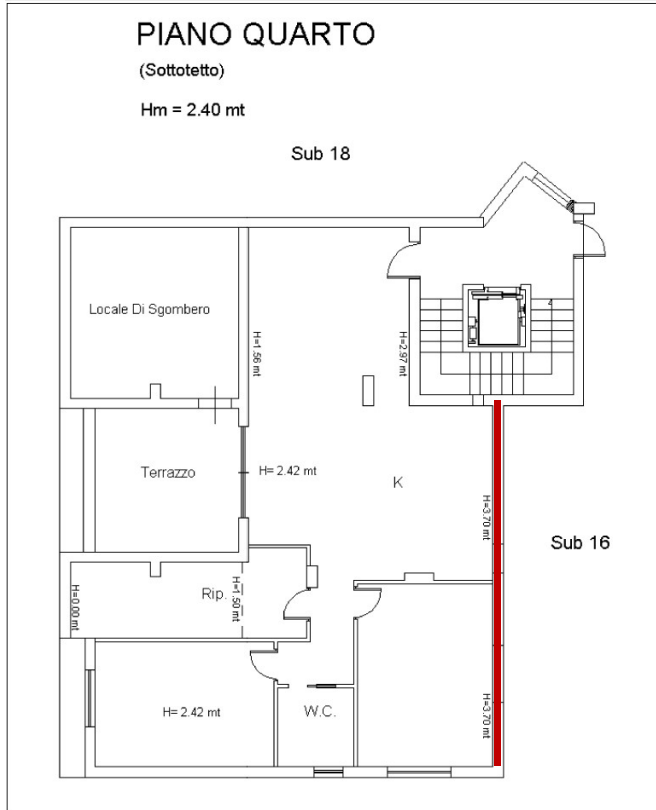 PIANO QUARTO
(Sottotetto)
Hm = 2.40 mt
Sub 18
Locale Di Sgombero
H=1.56 mt
H=2.97 mt
4
Terrazzo
H= 2.42 mt
K
H=3.70 mt
Sub 16
Rip.
H=1.50 mt
H=0.00 mt
H= 2.42 mt
W.C.
H=3.70 mt